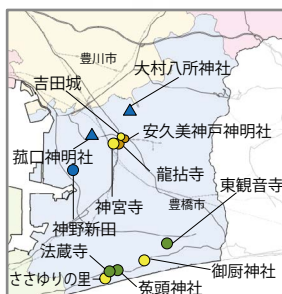 豊川市
大村八所神社
吉田城
安久美神戸神明社
菰口神明社
龍拈寺
東観音寺
神宮寺
豊橋市
神野新田
法蔵寺
御厨神社
ささゆりの里
菟頭神社